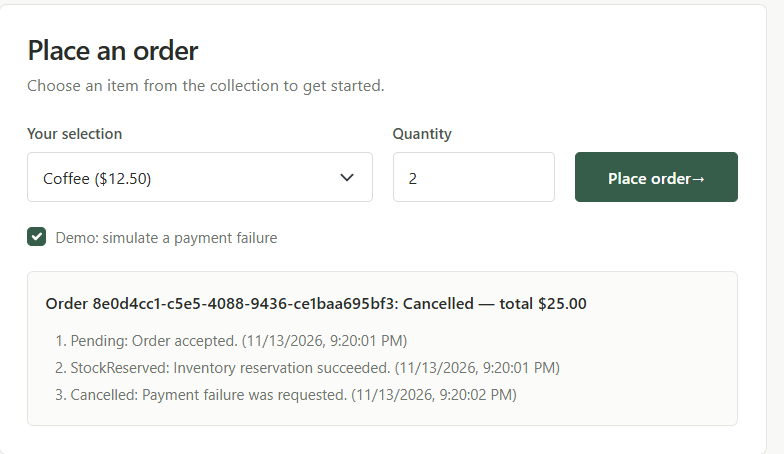 Place an order
Choose an item from the collection to get started.
Your selection
Quantity
Coffee ($12.50)
2
Place order→
Demo: simulate a payment failure
Order 8e0d4cc1-c5e5-4088-9436-ce1baa695bf3: Cancelled — total $25.00
1. Pending: Order accepted. (11/13/2026, 9:20:01 PM)
2. StockReserved: Inventory reservation succeeded. (11/13/2026, 9:20:01 PM)
3. Cancelled: Payment failure was requested. (11/13/2026, 9:20:02 PM)